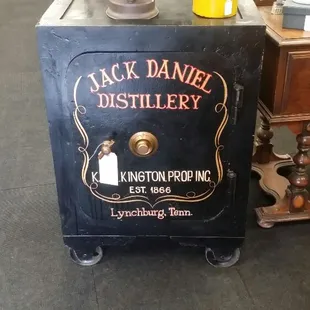 JACK DANIEL
DISTILLERY
KINGTON, PROP. INC.
EST. 1866
Lynchburg, Tenn.